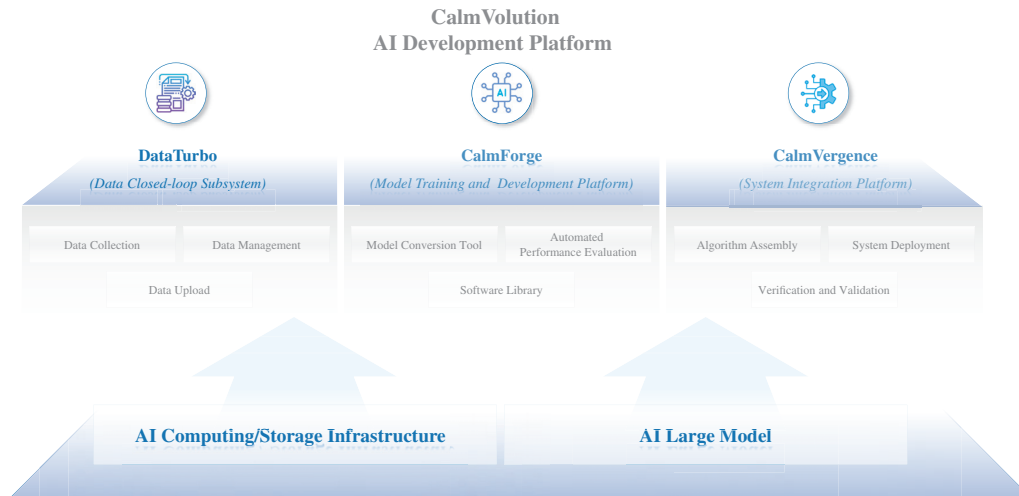 CalmVolution
AI Development Platform
AI
DataTurbo
(Data Closed-loop Subsystem)
CalmForge
(Model Training and Development Platform)
CalmVergence
(System Integration Platform)
Data Collection
Data Management
Data Upload
Model Conversion Tool
Automated
Performance Evaluation
Software Library
Algorithm Assembly
System Deployment
Verification and Validation
AI Computing/Storage Infrastructure
AI Large Model